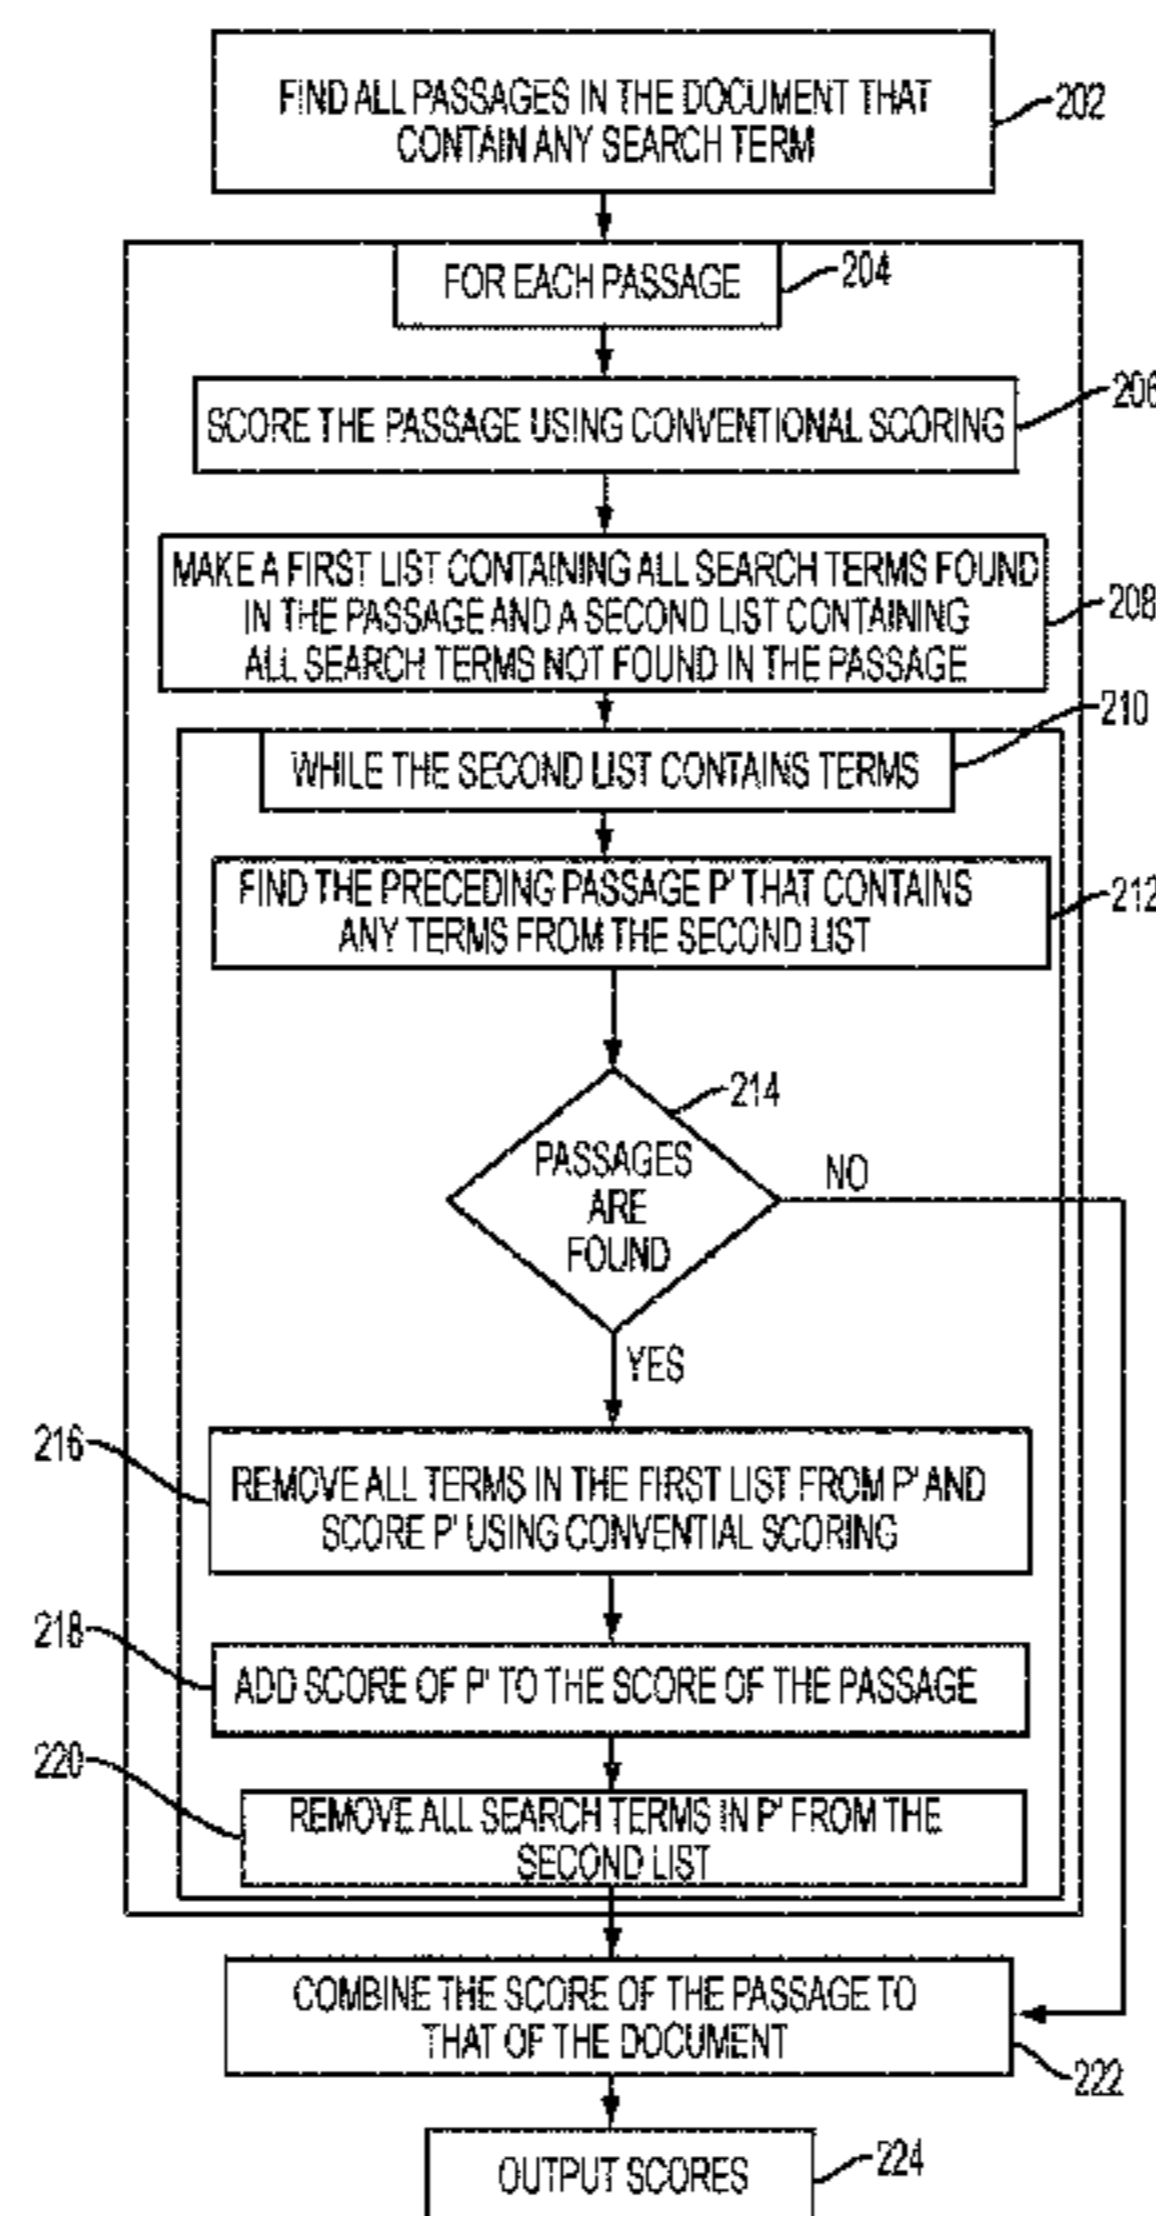 FIND ALL PASSAGES IN THE DOCUMENT THAT
CONTAIN ANY SEARCH TERM
202
FOR EACH PASSAGE
204
SCORE THE PASSAGE USING CONVENTIONAL SCORING
206
MAKE A FIRST LIST CONTAINING ALL SEARCH TERMS FOUND
IN THE PASSAGE AND A SECOND LIST CONTAINING
ALL SEARCH TERMS NOT FOUND IN THE PASSAGE
208
210
WHILE THE SECOND LIST CONTAINS TERMS
FIND THE PRECEDING PASSAGE P' THAT CONTAINS
ANY TERMS FROM THE SECOND LIST
212
214
PASSAGES
ARE
FOUND
NO
YES
216
REMOVE ALL TERMS IN THE FIRST LIST FROM P' AND
SCORE P' USING CONVENTIAL SCORING
218
ADD SCORE OF P' TO THE SCORE OF THE PASSAGE
220
REMOVE ALL SEARCH TERMS IN P' FROM THE
SECOND LIST
COMBINE THE SCORE OF THE PASSAGE TO
THAT OF THE DOCUMENT
222
OUTPUT SCORES
224